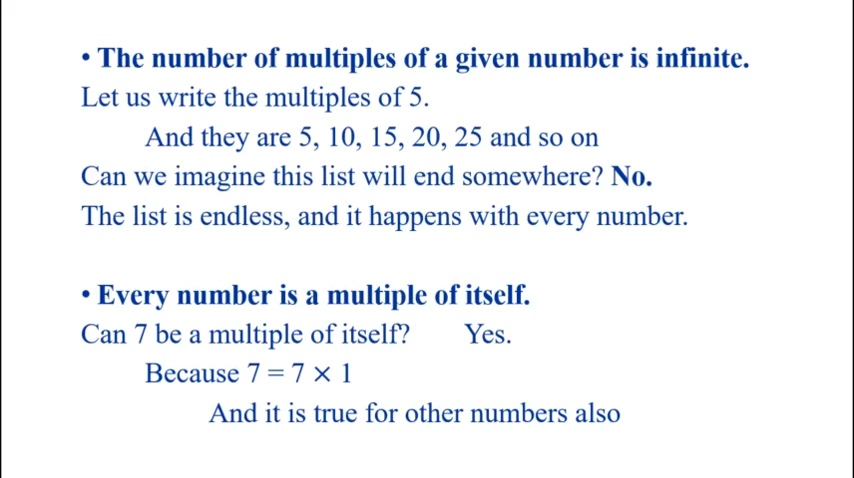 • The number of multiples of a given number is infinite.
Let us write the multiples of 5.
And they are 5, 10, 15, 20, 25 and so on
Can we imagine this list will end somewhere? No.
The list is endless, and it happens with every number.
• Every number is a multiple of itself.
Can 7 be a multiple of itself? Yes.
Because 7 = 7 × 1
And it is true for other numbers also